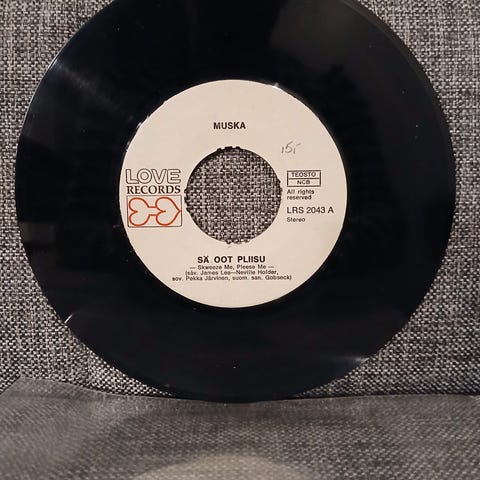 MUSKA
15,-
LOVE
RECORDS
TEOSTO
NCB
All rights
reserved
LRS 2043 A
Stereo
SÄ OOT PLIISU
— Skweeze Me, Pleese Me —
(säv. James Lea—Neville Holder,
sov. Pekka Järvinen, suom. san. Gobseck)